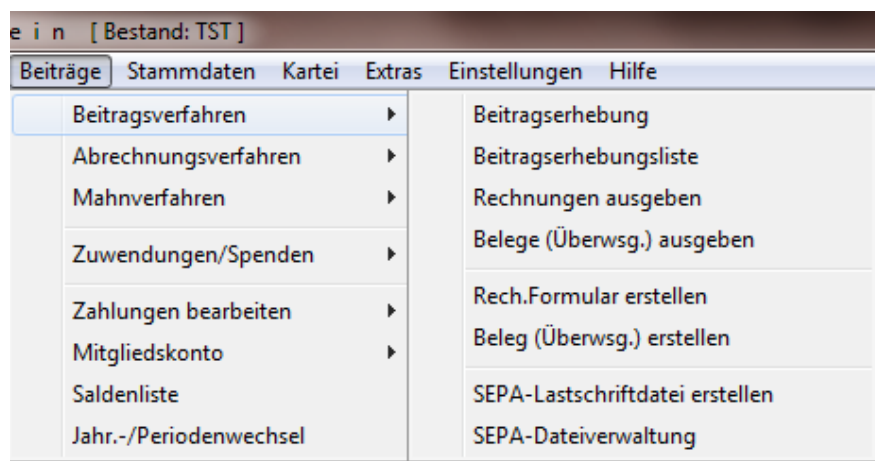 e i n [ Bestand: TST ]
Beiträge Stammdaten Kartei Extras Einstellungen Hilfe
Beitragsverfahren
Abrechnungsverfahren
Mahnverfahren
Zuwendungen/Spenden
Zahlungen bearbeiten
Mitgliedskonto
Saldenliste
Jahr.-/Periodenwechsel
Beitragserhebung
Beitragserhebungsliste
Rechnungen ausgeben
Belege (Überwsg.) ausgeben
Rech.Formular erstellen
Beleg (Überwsg.) erstellen
SEPA-Lastschriftdatei erstellen
SEPA-Dateiverwaltung